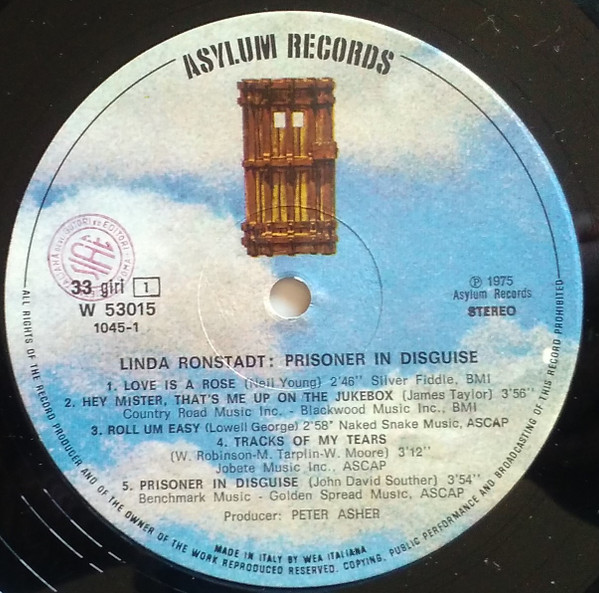 ASYLUM RECORDS
33 giri 1
W 53015
1045-1
℗ 1975
Asylum Records
STEREO
LINDA RONSTADT: PRISONER IN DISGUISE
1. LOVE IS A ROSE (Neil Young) 2'46" Silver Fiddle, BMI
2. HEY MISTER, THAT'S ME UP ON THE JUKEBOX (James Taylor) 3'56"
Country Road Music Inc. - Blackwood Music Inc., BMI
3. ROLL UM EASY (Lowell George) 2'58" Naked Snake Music, ASCAP
4. TRACKS OF MY TEARS
(W. Robinson-M. Tarplin-W. Moore) 3'12"
Jobete Music Inc., ASCAP
5. PRISONER IN DISGUISE (John David Souther) 3'54"
Benchmark Music - Golden Spread Music, ASCAP
Producer: PETER ASHER
MADE IN ITALY BY WEA ITALIANA
ALL RIGHTS OF THE RECORD PRODUCER AND OF THE OWNER OF THE WORK REPRODUCED RESERVED. COPYING, PUBLIC PERFORMANCE AND BROADCASTING OF THIS RECORD PROHIBITED